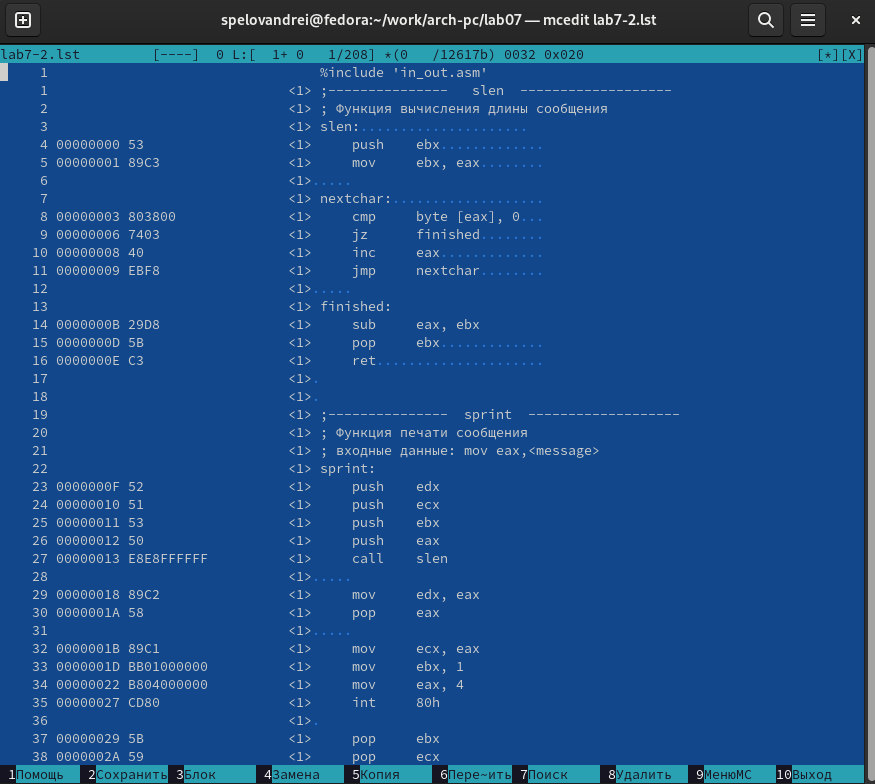 spelovandrei@fedora:~/work/arch-pc/lab07 — mcedit lab7-2.lst
lab7-2.lst         [----]  0 L:[  1+ 0   1/208] *(0   /12617b) 0032 0x020                             [*][X]
     1                                  %include 'in_out.asm'
     1                              <1> ;---------------   slen  -------------------
     2                              <1> ; Функция вычисления длины сообщения
     3                              <1> slen:.....................
     4 00000000 53                  <1>     push    ebx.............
     5 00000001 89C3                <1>     mov     ebx, eax........
     6                              <1>.....
     7                              <1> nextchar:...................
     8 00000003 803800              <1>     cmp     byte [eax], 0...
     9 00000006 7403                <1>     jz      finished........
    10 00000008 40                  <1>     inc     eax.............
    11 00000009 EBF8                <1>     jmp     nextchar........
    12                              <1>.....
    13                              <1> finished:
    14 0000000B 29D8                <1>     sub     eax, ebx
    15 0000000D 5B                  <1>     pop     ebx.............
    16 0000000E C3                  <1>     ret.....................
    17                              <1>.
    18                              <1>.
    19                              <1> ;---------------  sprint  -------------------
    20                              <1> ; Функция печати сообщения
    21                              <1> ; входные данные: mov eax,<message>
    22                              <1> sprint:
    23 0000000F 52                  <1>     push    edx
    24 00000010 51                  <1>     push    ecx
    25 00000011 53                  <1>     push    ebx
    26 00000012 50                  <1>     push    eax
    27 00000013 E8E8FFFFFF          <1>     call    slen
    28                              <1>.....
    29 00000018 89C2                <1>     mov     edx, eax
    30 0000001A 58                  <1>     pop     eax
    31                              <1>.....
    32 0000001B 89C1                <1>     mov     ecx, eax
    33 0000001D BB01000000          <1>     mov     ebx, 1
    34 00000022 B804000000          <1>     mov     eax, 4
    35 00000027 CD80                <1>     int     80h
    36                              <1>.
    37 00000029 5B                  <1>     pop     ebx
    38 0000002A 59                  <1>     pop     ecx
1Помощь 2Сохранить 3Блок 4Замена 5Копия 6Пере~ить 7Поиск 8Удалить 9МенюMC 10Выход